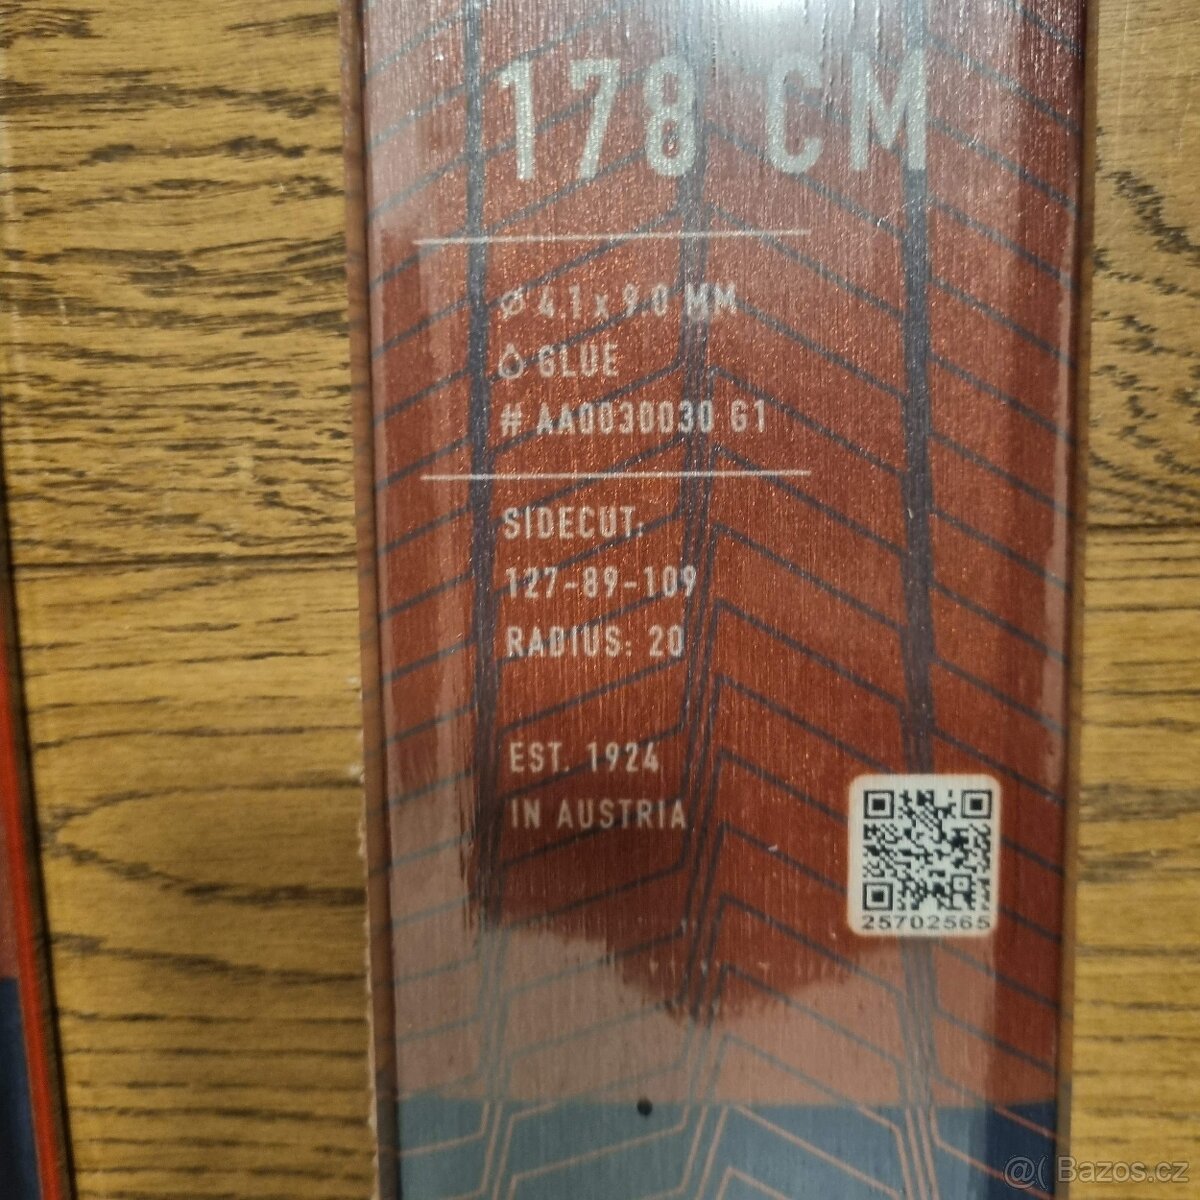 178 CM
⌀ 4.1 x 9.0 MM
GLUE
# AA0030030 G1
SIDECUT:
127-89-109
RADIUS: 20
EST. 1924
IN AUSTRIA
25702565
@( Bazos.cz